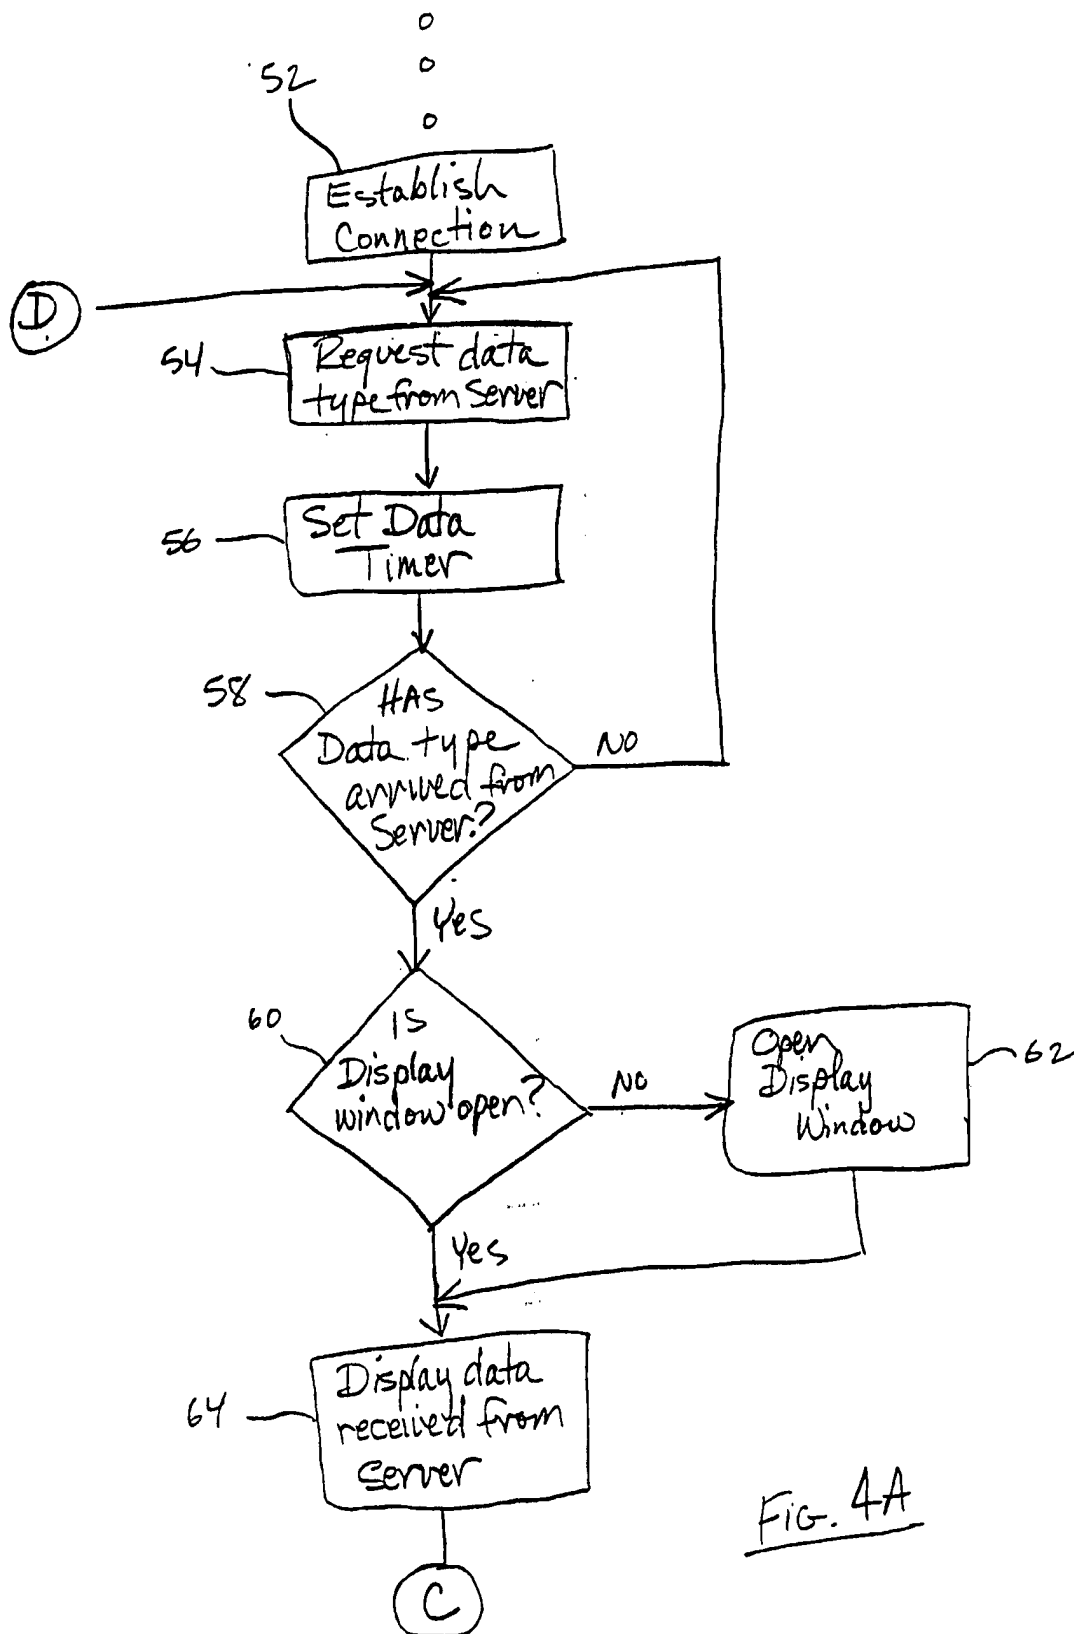 52
Establish
Connection
D
54
Request data
type from Server
56
Set Data
Timer
58
HAS
Data type
arrived from
Server?
NO
Yes
60
IS
Display
window open?
NO
Open
Display
Window
62
Yes
64
Display data
received from
Server
C
FIG. 4A